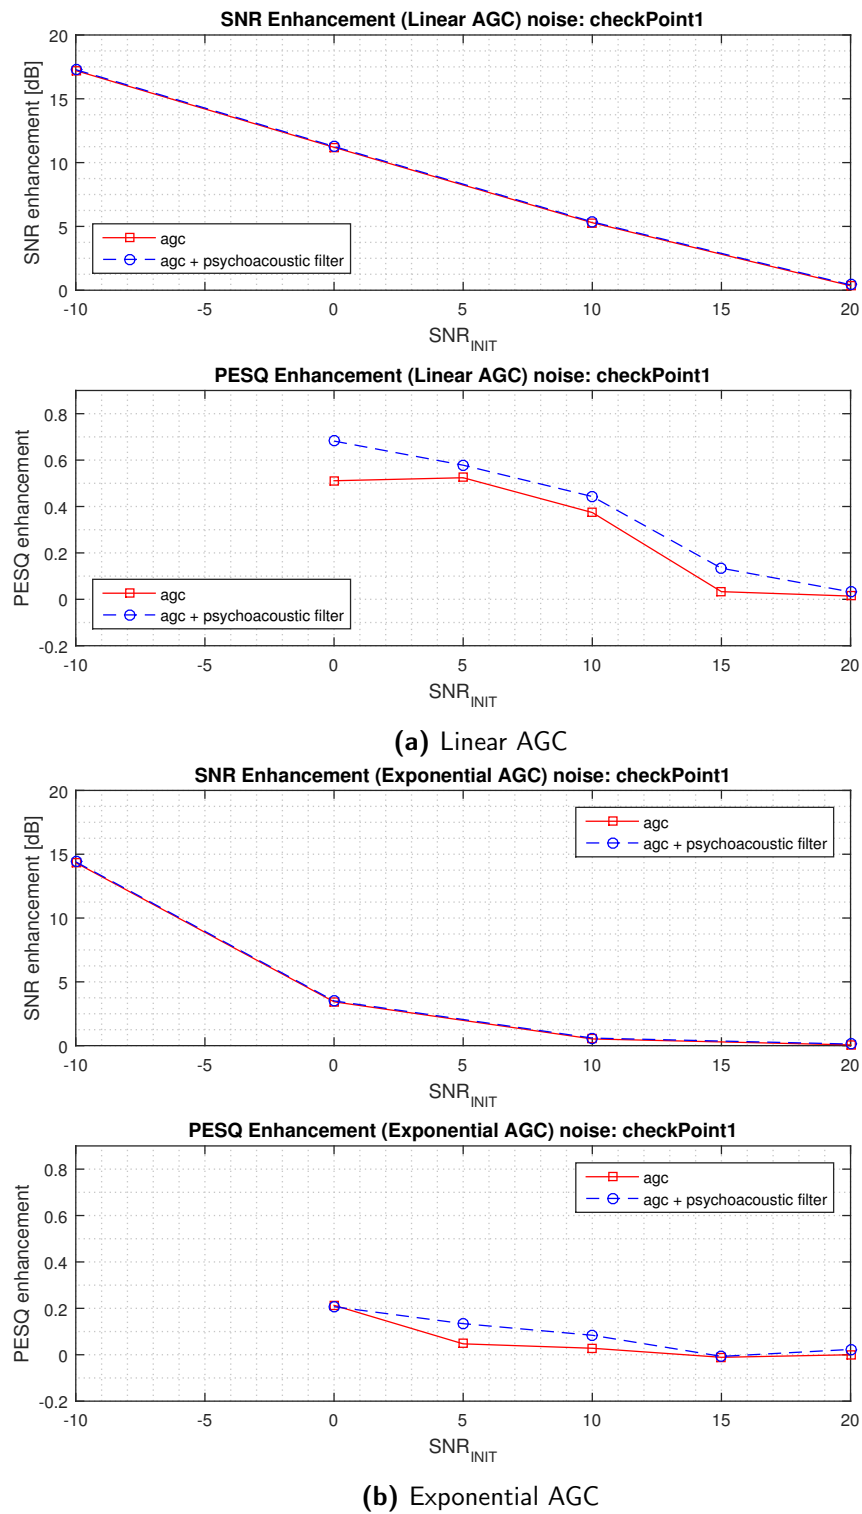 SNR Enhancement (Linear AGC) noise: checkPoint1
SNR enhancement [dB]
20
15
10
5
0
agc
agc + psychoacoustic filter
-10 -5 0 5 10 15 20
SNR_INIT
PESQ Enhancement (Linear AGC) noise: checkPoint1
PESQ enhancement
0.8
0.6
0.4
0.2
0
-0.2
agc
agc + psychoacoustic filter
-10 -5 0 5 10 15 20
SNR_INIT
(a) Linear AGC
SNR Enhancement (Exponential AGC) noise: checkPoint1
SNR enhancement [dB]
20
15
10
5
0
agc
agc + psychoacoustic filter
-10 -5 0 5 10 15 20
SNR_INIT
PESQ Enhancement (Exponential AGC) noise: checkPoint1
PESQ enhancement
0.8
0.6
0.4
0.2
0
-0.2
agc
agc + psychoacoustic filter
-10 -5 0 5 10 15 20
SNR_INIT
(b) Exponential AGC